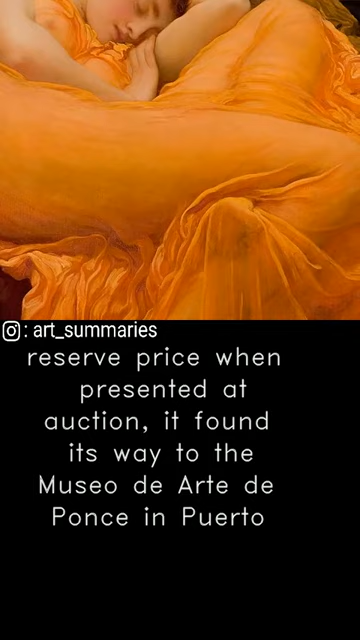 : art_summaries
reserve price when
presented at
auction, it found
its way to the
Museo de Arte de
Ponce in Puerto